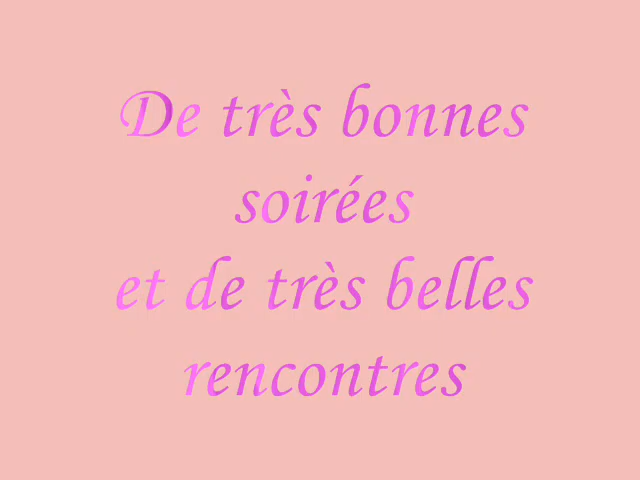 De très bonnes
soirées
et de très belles
rencontres